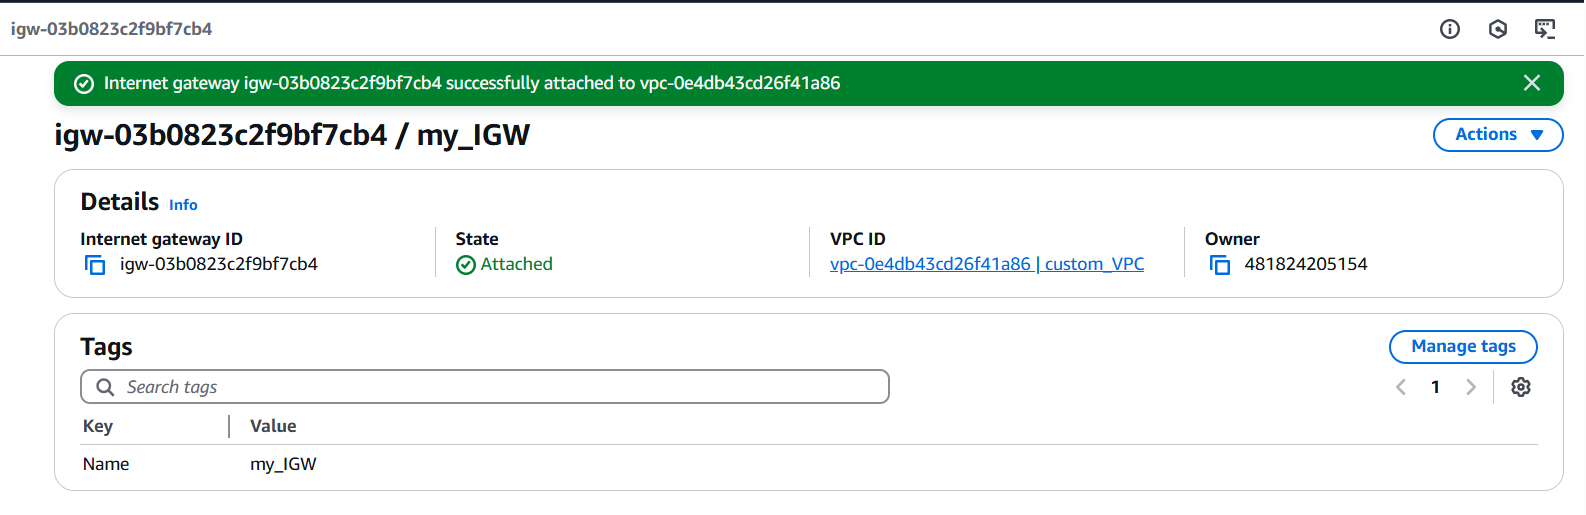 igw-03b0823c2f9bf7cb4
Internet gateway igw-03b0823c2f9bf7cb4 successfully attached to vpc-0e4db43cd26f41a86
igw-03b0823c2f9bf7cb4 / my_IGW
Actions
Details Info
Internet gateway ID
igw-03b0823c2f9bf7cb4
State
Attached
VPC ID
vpc-0e4db43cd26f41a86 | custom_VPC
Owner
481824205154
Tags
Manage tags
Search tags
1
Key Value
Name my_IGW